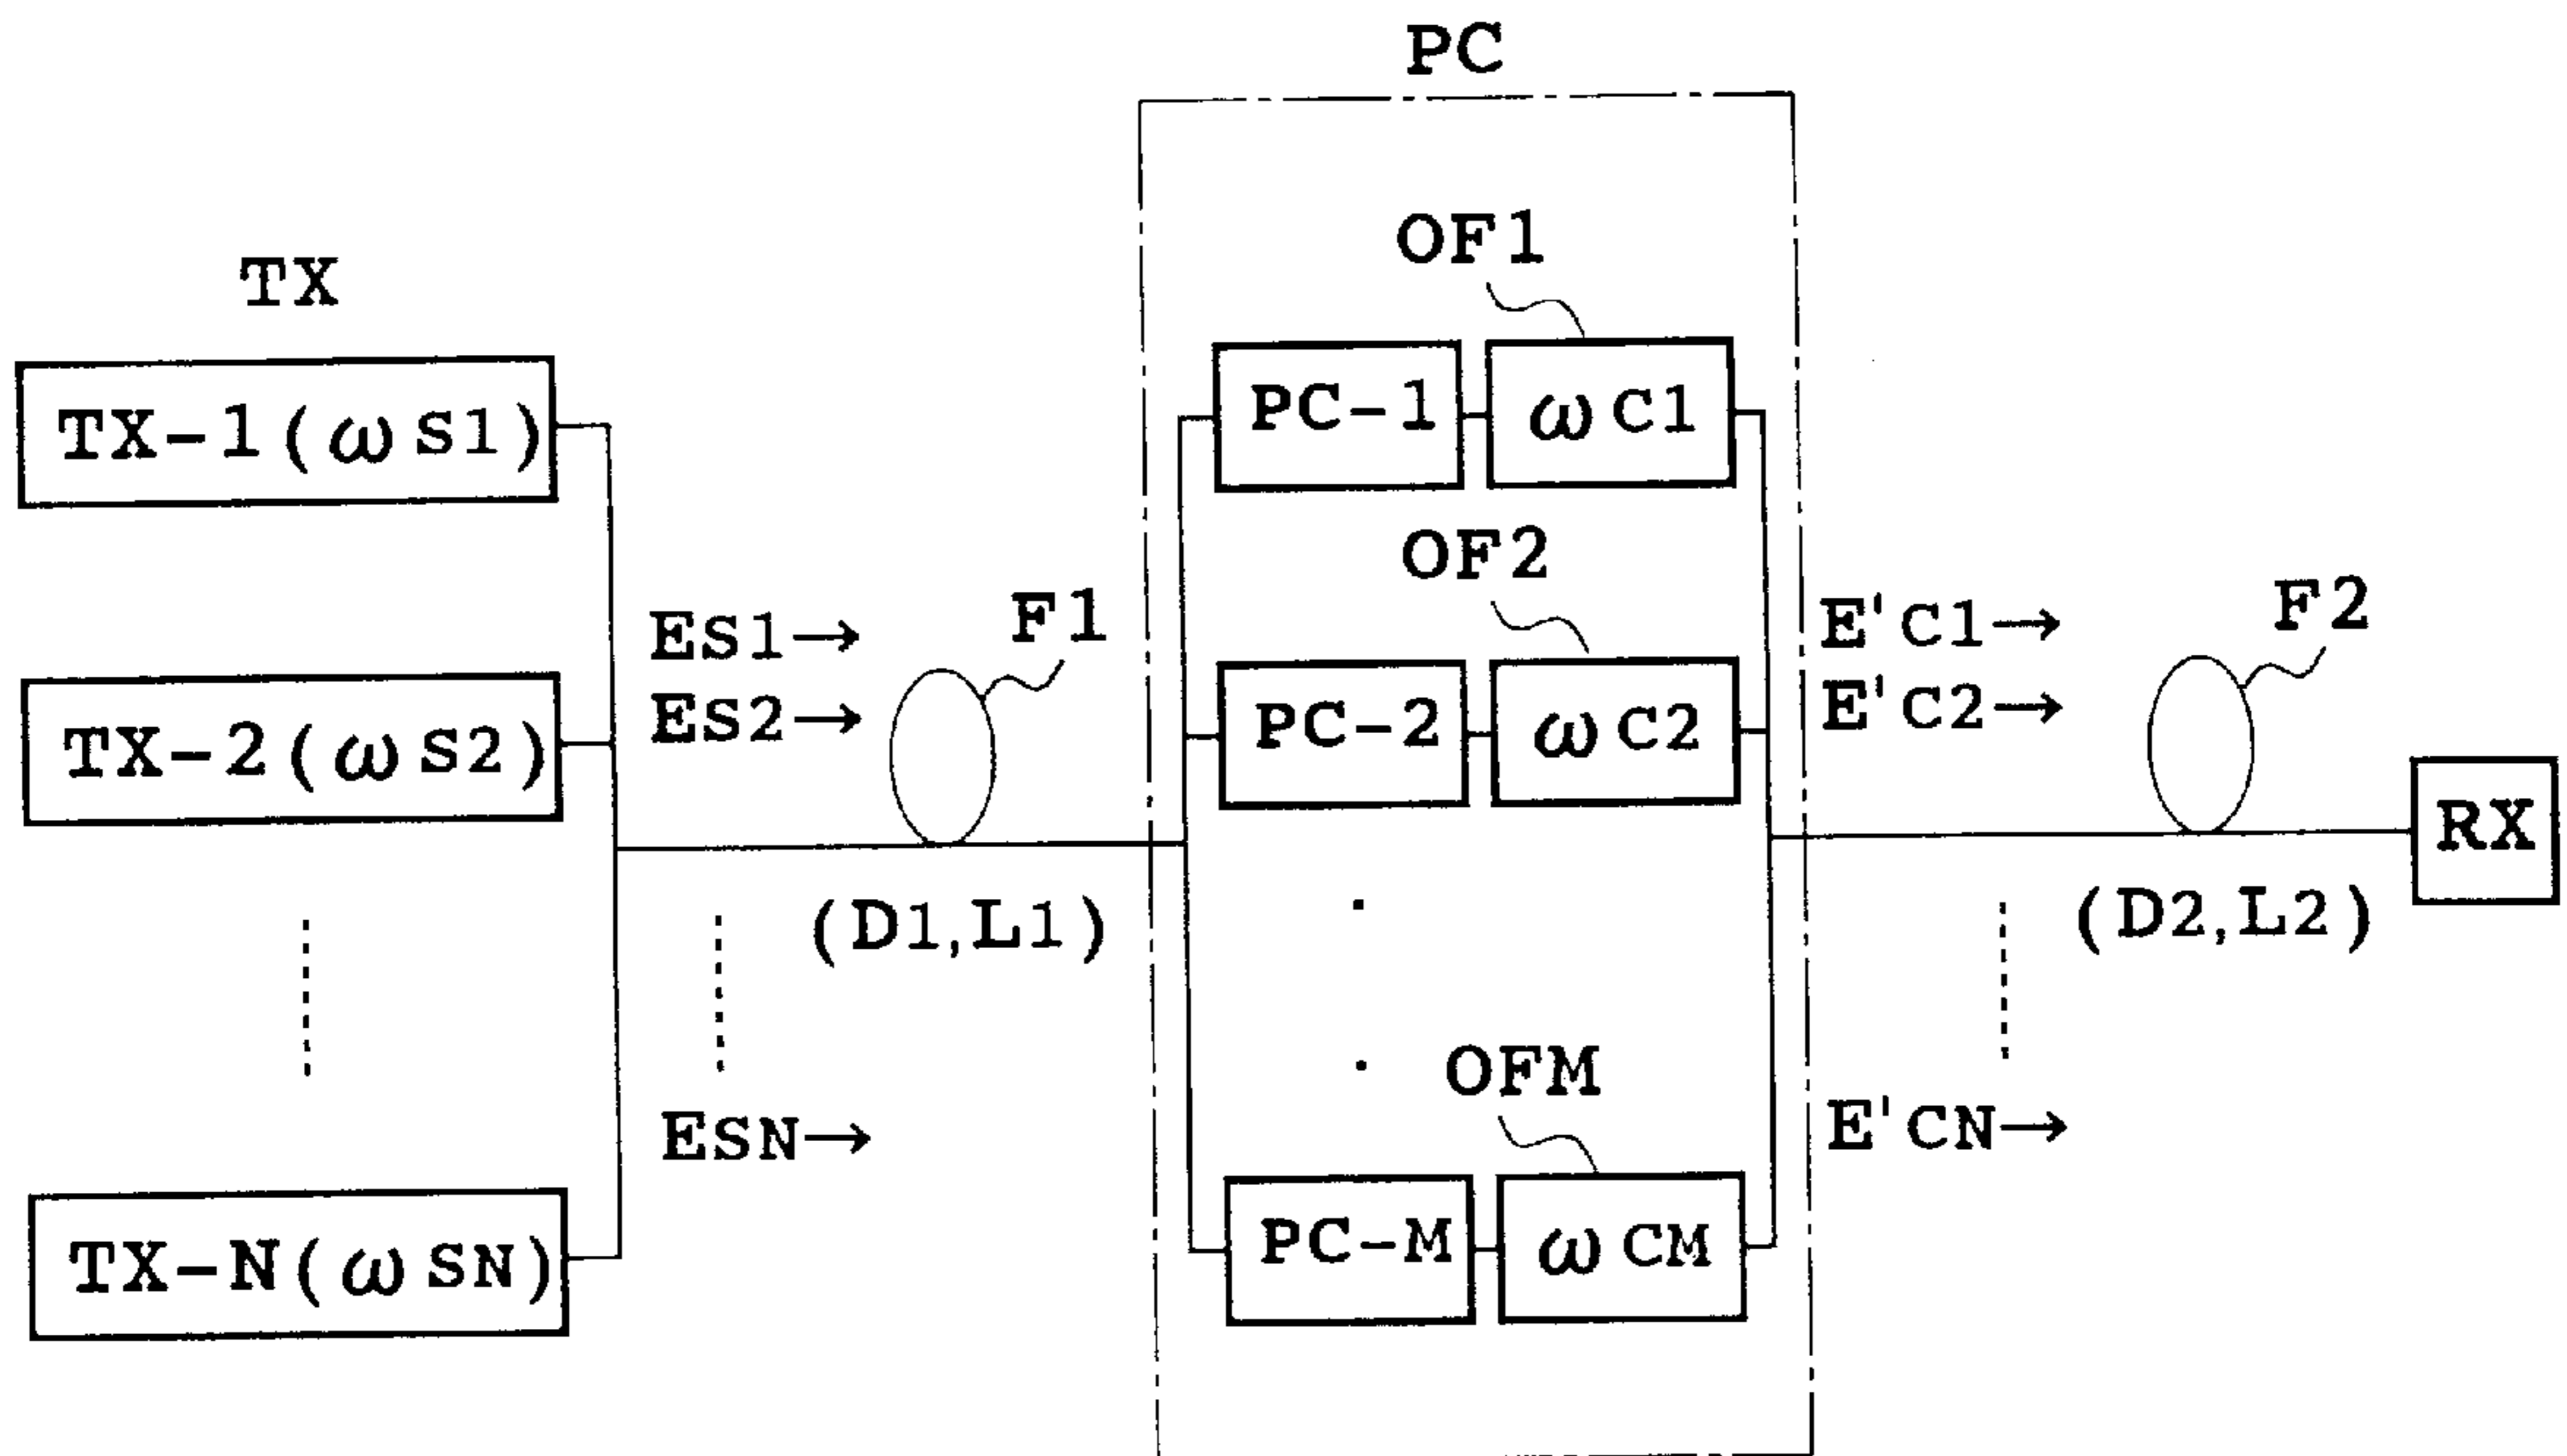 PC
TX
OF1
TX-1(ωS1)
PC-1
ωC1
OF2
ES1→
F1
E'C1→
F2
ES2→
E'C2→
TX-2(ωS2)
PC-2
ωC2
RX
(D1,L1)
(D2,L2)
OFM
ESN→
E'CN→
TX-N(ωSN)
PC-M
ωCM